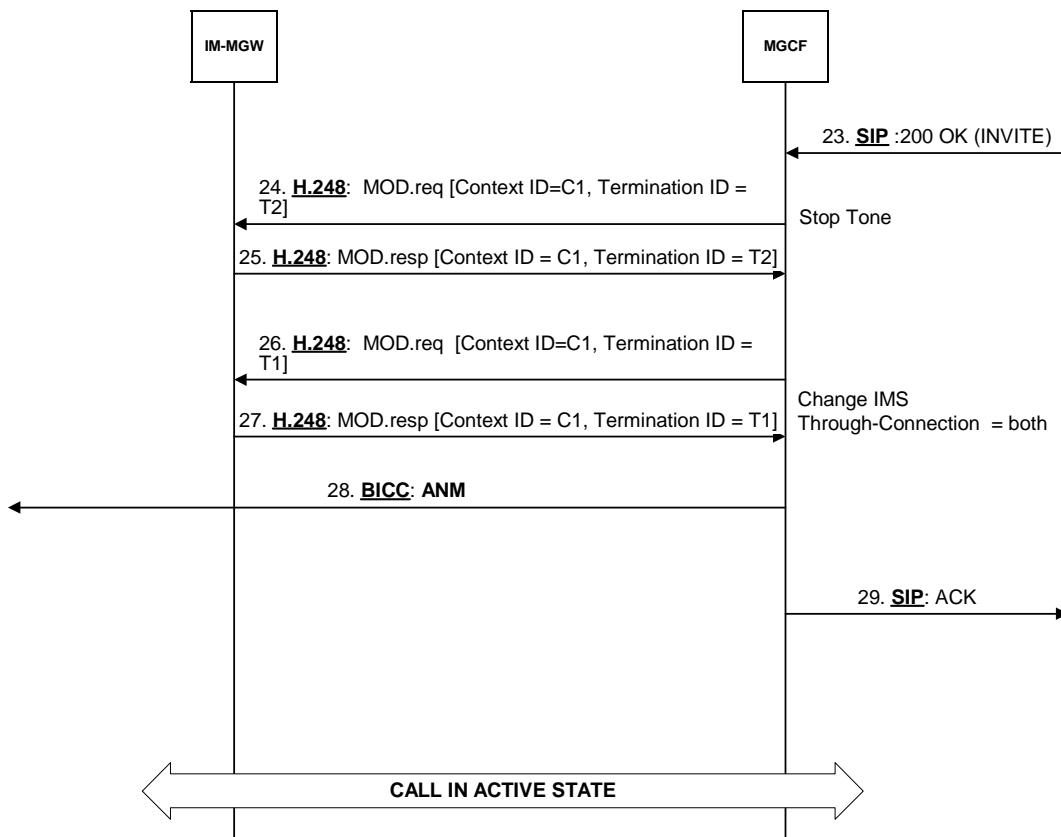 IM-MGW
MGCF
23. SIP :200 OK (INVITE)
24. H.248:  MOD.req [Context ID=C1, Termination ID =
T2]
Stop Tone
25. H.248: MOD.resp [Context ID = C1, Termination ID = T2]
26. H.248:  MOD.req  [Context ID=C1, Termination ID =
T1]
Change IMS
Through-Connection  = both
27. H.248: MOD.resp [Context ID = C1, Termination ID = T1]
28. BICC: ANM
29. SIP: ACK
CALL IN ACTIVE STATE